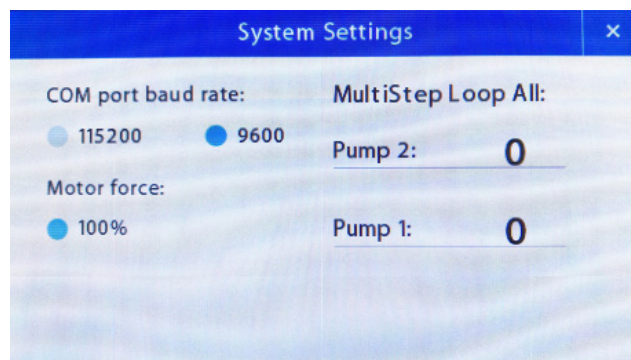 System Settings ×
COM port baud rate:
115200 9600
Motor force:
100%
MultiStep Loop All:
Pump 2: 0
Pump 1: 0